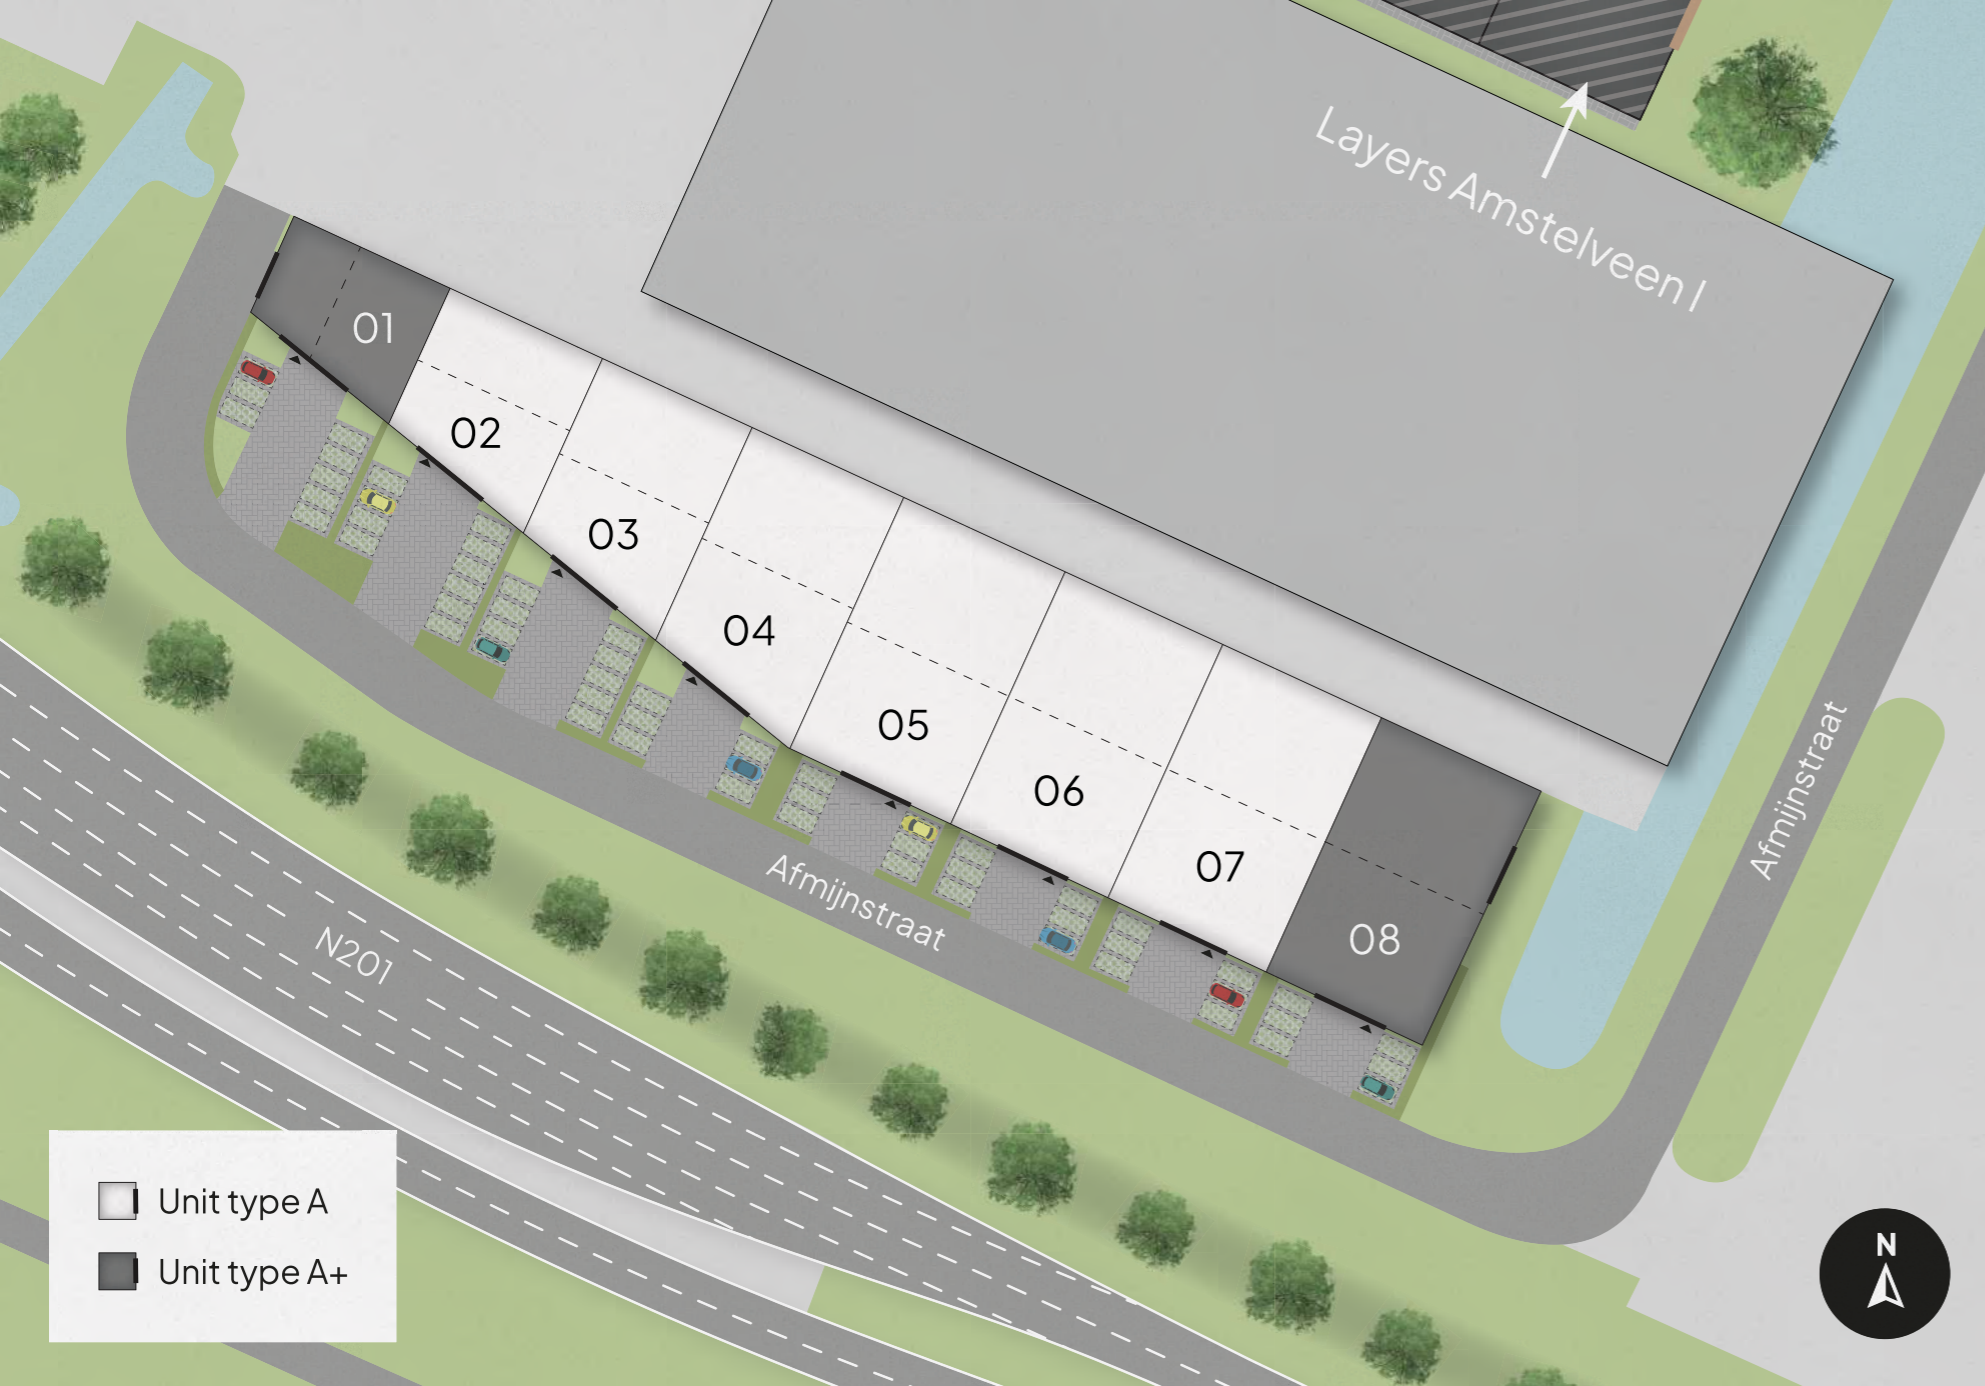 Layers Amstelveen I
01
02
03
04
05
06
07
08
Afmijnstraat
Afmijnstraat
N201
Unit type A
Unit type A+
N